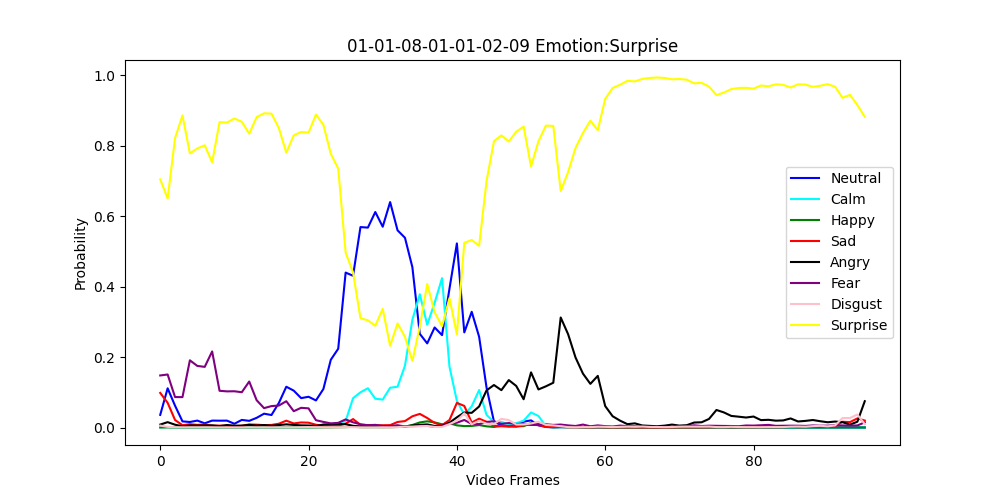 01-01-08-01-01-02-09 Emotion:Surprise
1.0
0.8
0.6
0.4
0.2
0.0
Probability
0
20
40
60
80
Video Frames
Neutral
Calm
Happy
Sad
Angry
Fear
Disgust
Surprise